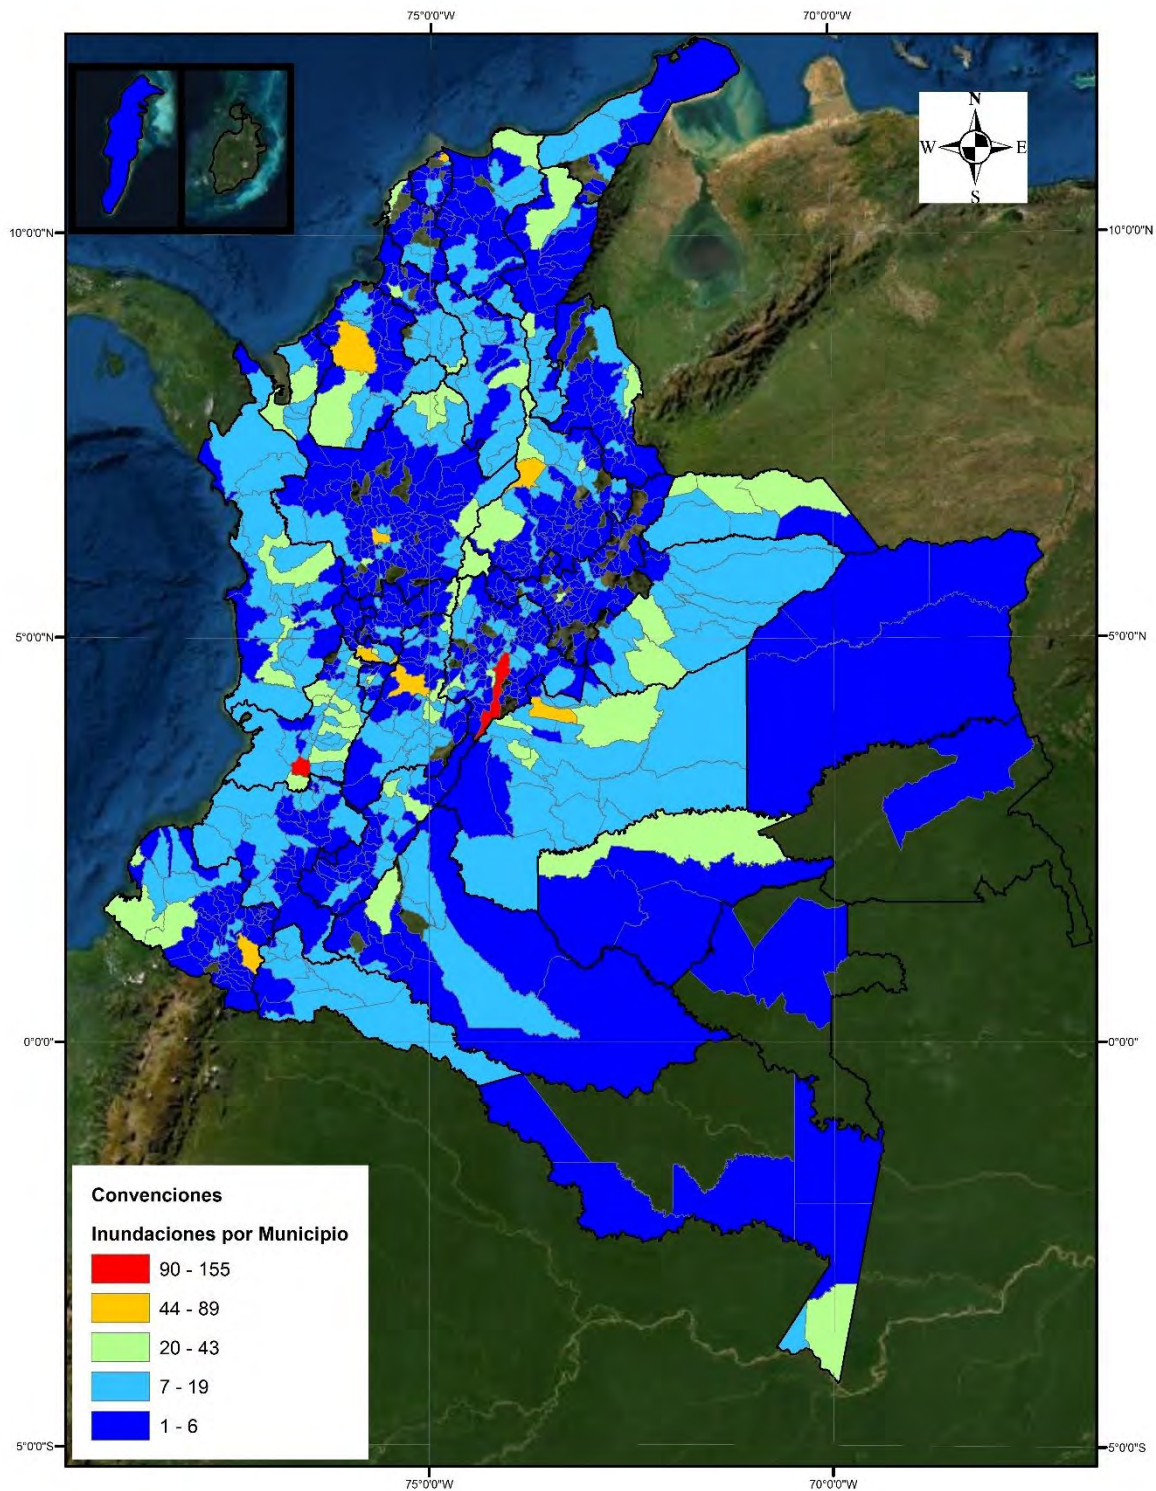 75°0'0"W
70°0'0"W
N
W
E
S
10°0'0"N
10°0'0"N
5°0'0"N
5°0'0"N
0°0'0"
0°0'0"
Convenciones
Inundaciones por Municipio
90 - 155
44 - 89
20 - 43
7 - 19
1 - 6
5°0'0"S
5°0'0"S
75°0'0"W
70°0'0"W